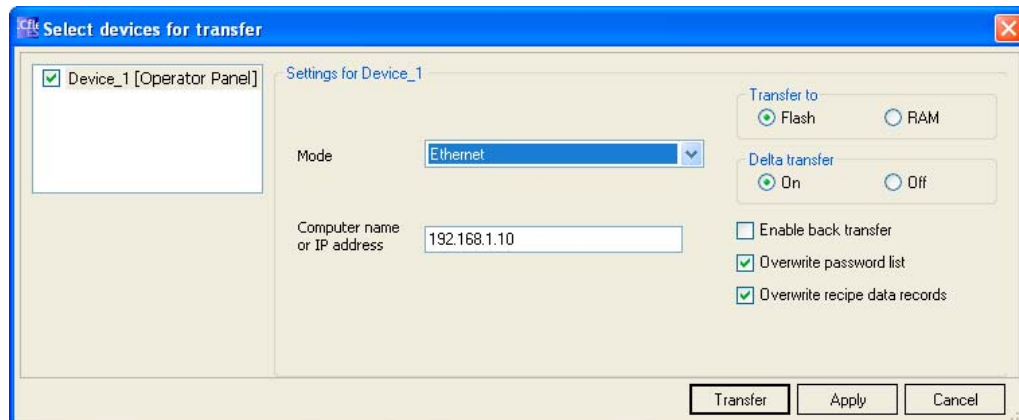 Select devices for transfer
Device_1 [Operator Panel]
Settings for Device_1
Mode
Ethernet
Computer name
or IP address
192.168.1.10
Transfer to
Flash
RAM
Delta transfer
On
Off
Enable back transfer
Overwrite password list
Overwrite recipe data records
Transfer
Apply
Cancel